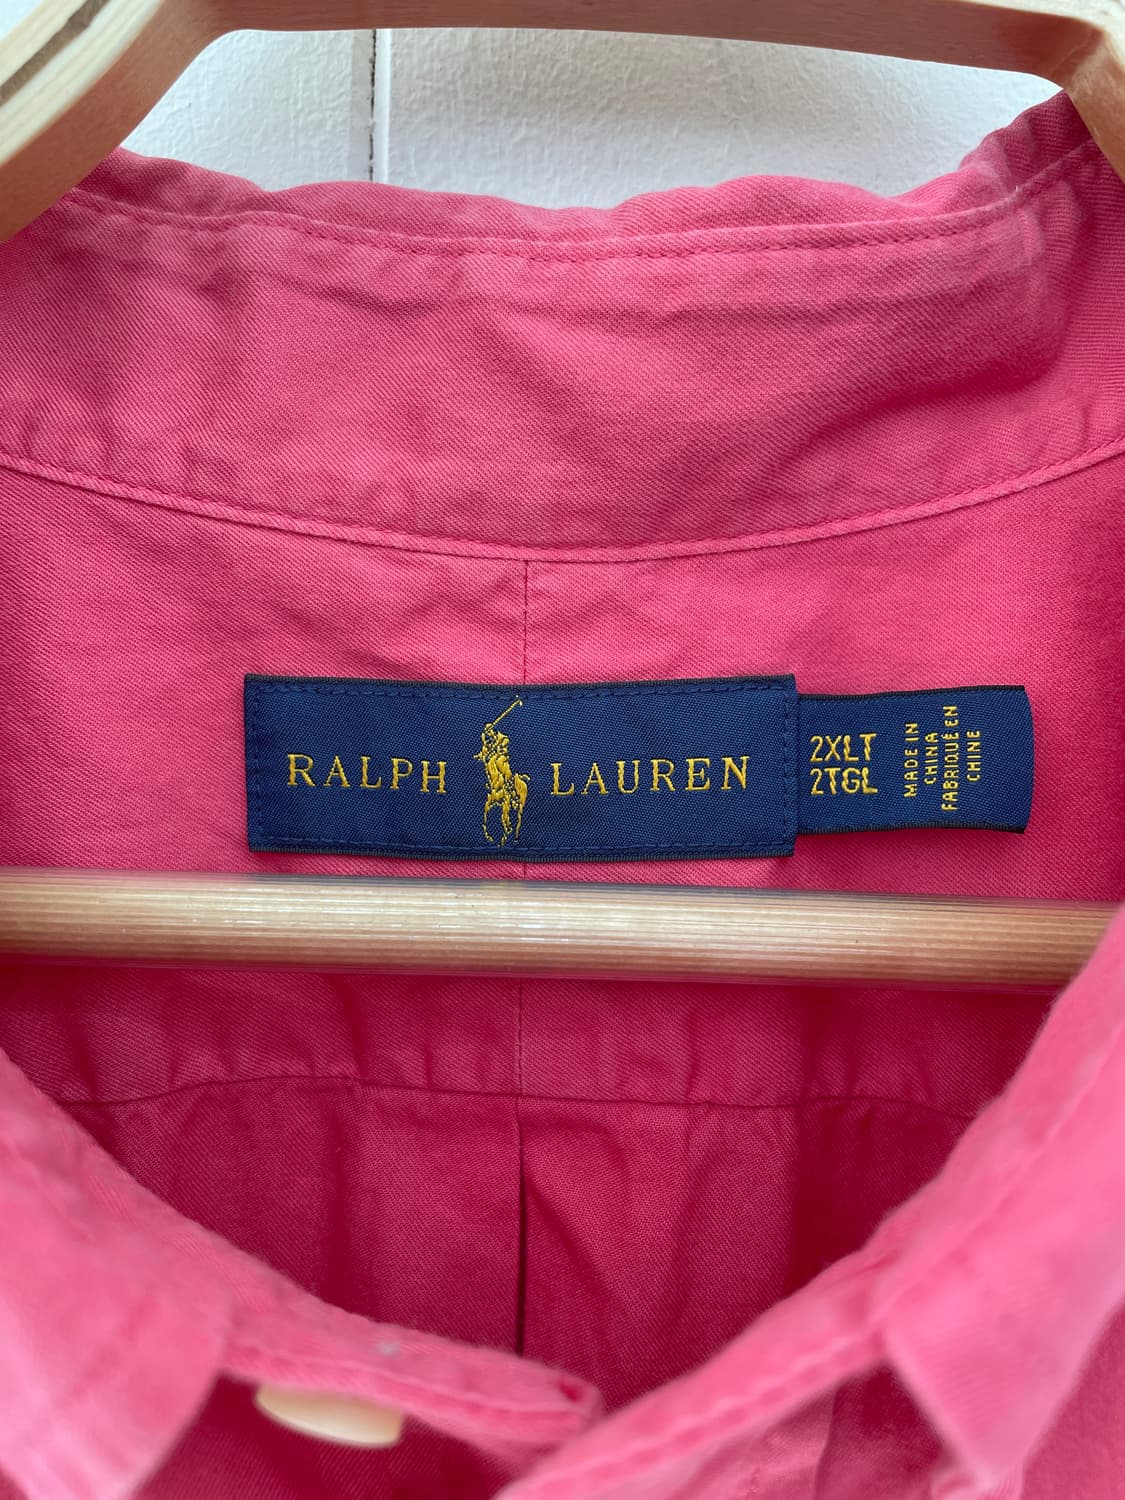 RALPH LAUREN
2XLT
2TGL
MADE IN
CHINA
FABRIQUÉ EN
CHINE